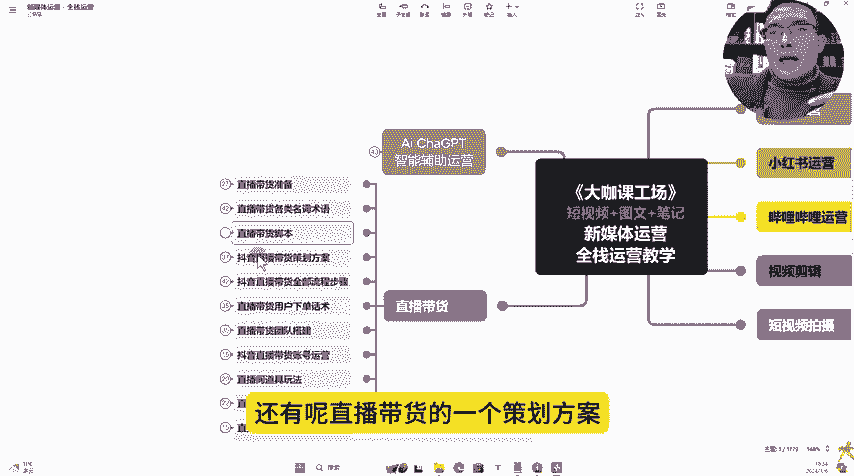 新媒体运营·全栈运营
Ai ChaGPT
智能辅助运营
直播带货准备
直播带货各类名词术语
直播带货脚本
抖音直播带货策划方案
抖音直播带货全部流程步骤
直播带货用户下单话术
直播带货团队搭建
抖音直播带货账号运营
直播间道具玩法
直播带货
《大咖课工场》
短视频+图文+笔记
新媒体运营
全栈运营教学
小红书运营
哔哩哔哩运营
视频剪辑
短视频拍摄
还有呢直播带货的一个策划方案